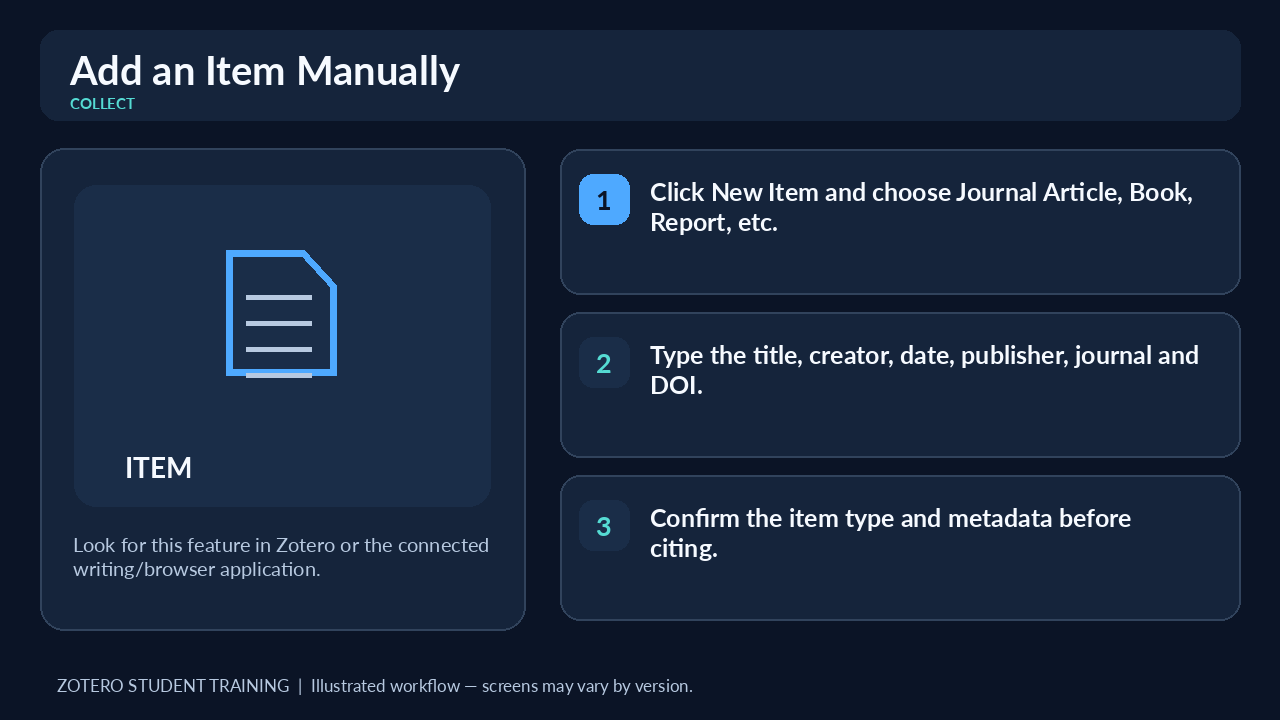 Add an Item Manually
COLLECT
ITEM
Look for this feature in Zotero or the connected
writing/browser application.
1
Click New Item and choose Journal Article, Book,
Report, etc.
2
Type the title, creator, date, publisher, journal and
DOI.
3
Confirm the item type and metadata before
citing.
ZOTERO STUDENT TRAINING | Illustrated workflow — screens may vary by version.